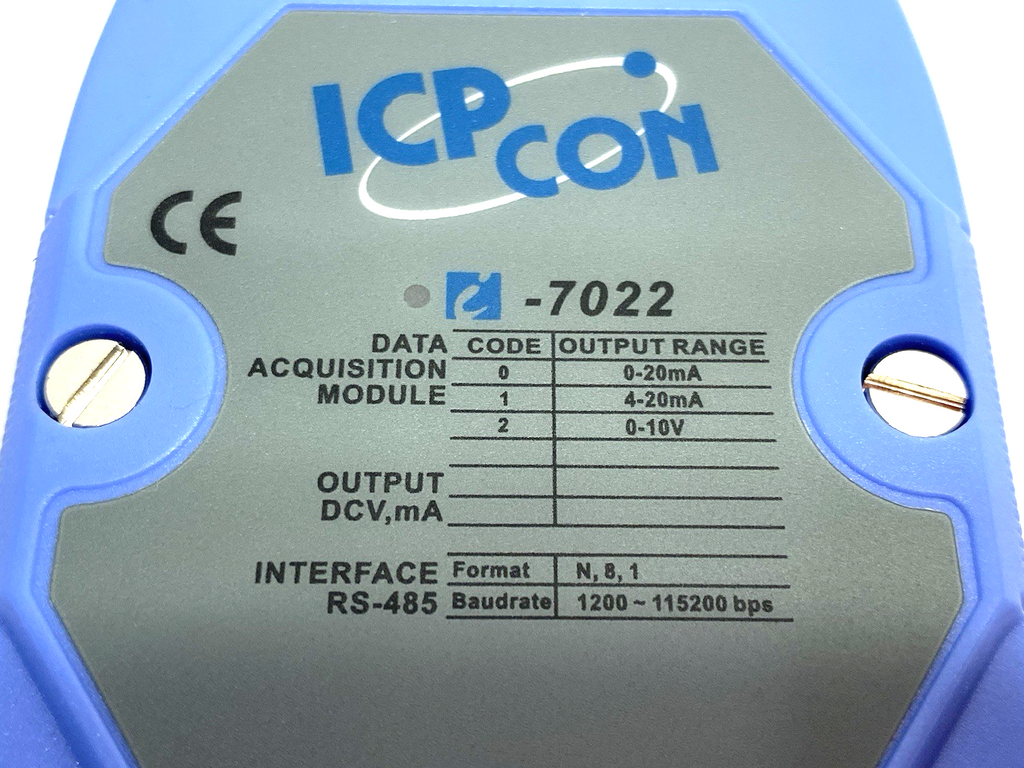 ICP CON
CE
-7022
DATA ACQUISITION MODULE
CODE OUTPUT RANGE
0 0-20mA
1 4-20mA
2 0-10V
OUTPUT
DCV,mA
INTERFACE Format N, 8, 1
RS-485 Baudrate 1200 ~ 115200 bps